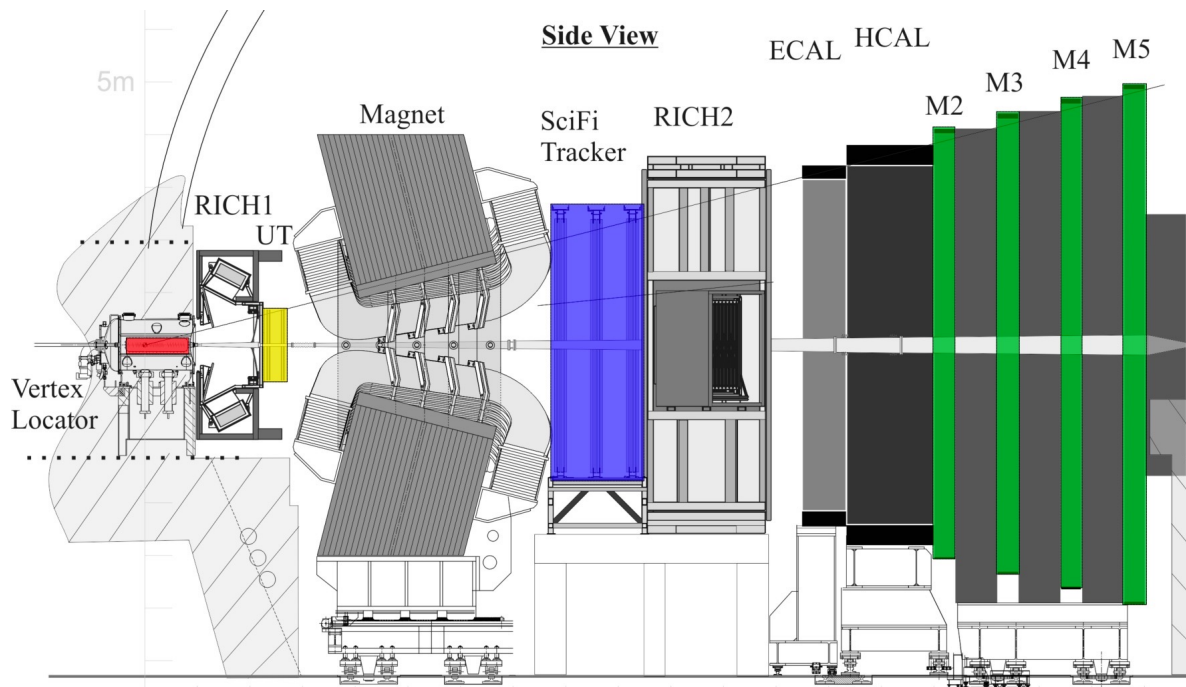 Side View
ECAL
HCAL
M5
M4
M3
M2
5m
Magnet
SciFi
Tracker
RICH2
RICH1
UT
Vertex
Locator